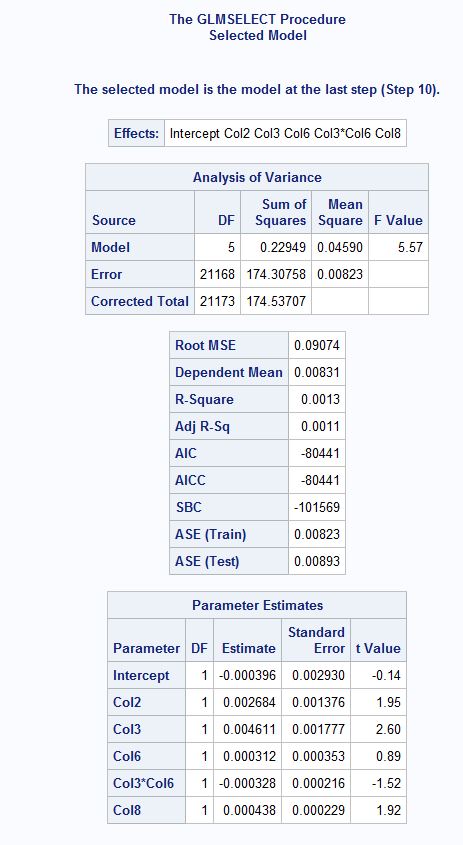 The GLMSELECT Procedure
Selected Model
The selected model is the model at the last step (Step 10).
Effects: Intercept Col2 Col3 Col6 Col3*Col6 Col8
Analysis of Variance
Source DF Sum of Squares Mean Square F Value
Model 5 0.22949 0.04590 5.57
Error 21168 174.30758 0.00823
Corrected Total 21173 174.53707
Root MSE 0.09074
Dependent Mean 0.00831
R-Square 0.0013
Adj R-Sq 0.0011
AIC -80441
AICC -80441
SBC -101569
ASE (Train) 0.00823
ASE (Test) 0.00893
Parameter Estimates
Parameter DF Estimate Standard Error t Value
Intercept 1 -0.000396 0.002930 -0.14
Col2 1 0.002684 0.001376 1.95
Col3 1 0.004611 0.001777 2.60
Col6 1 0.000312 0.000353 0.89
Col3*Col6 1 -0.000328 0.000216 -1.52
Col8 1 0.000438 0.000229 1.92